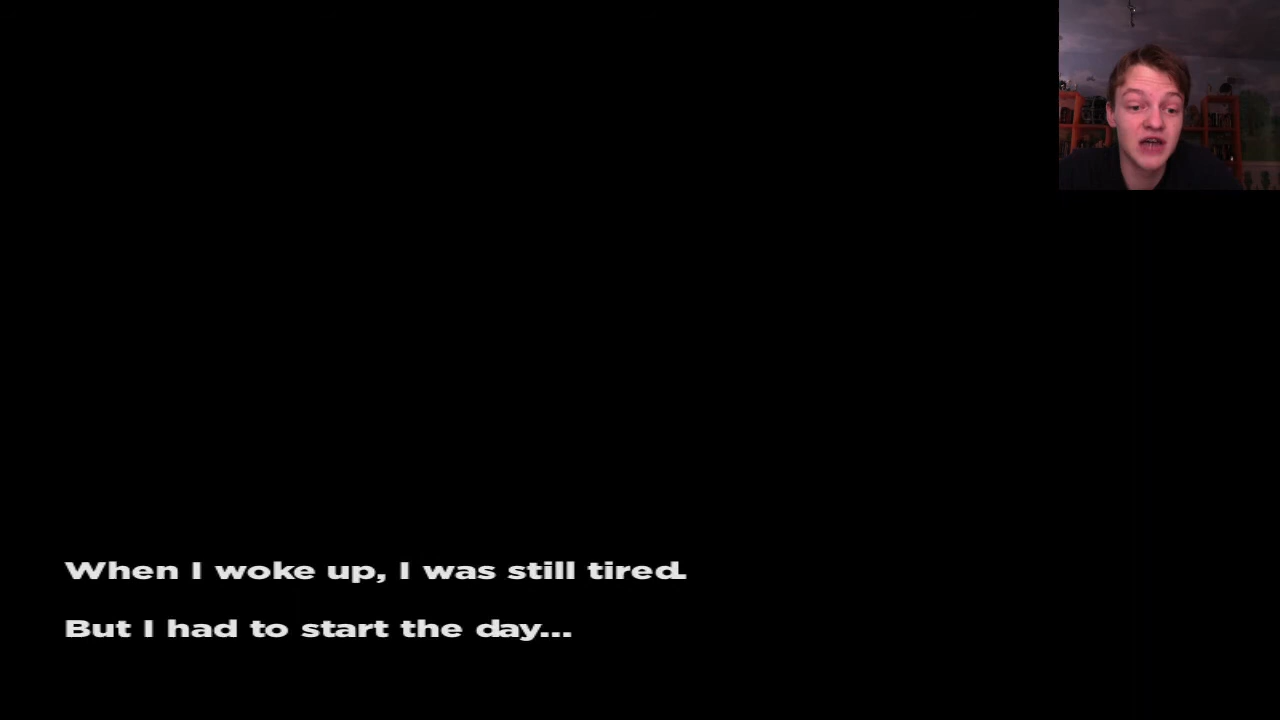 When I woke up, I was still tired.
But I had to start the day...